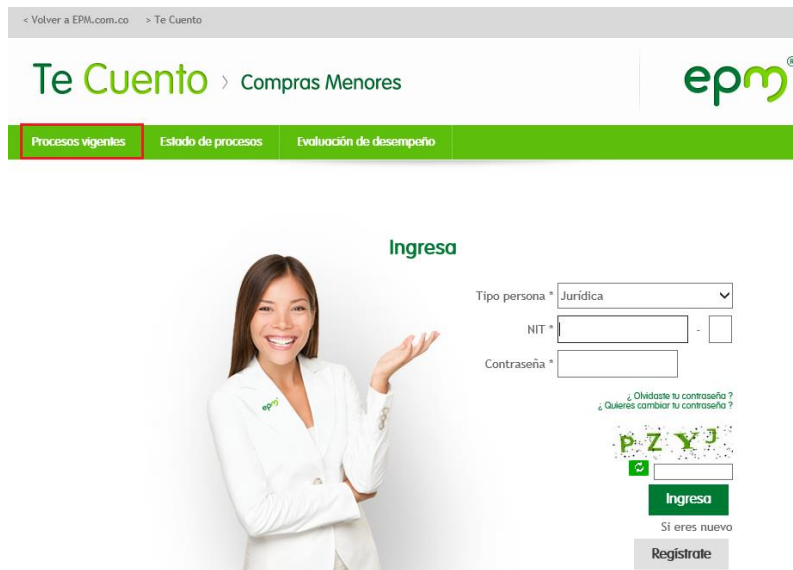 < Volver a EPM.com.co > Te Cuento
Te Cuento > Compras Menores
epm®
Procesos vigentes Estado de procesos Evaluación de desempeño
Ingresa
Tipo persona * Jurídica
NIT * -
Contraseña *
¿ Olvidaste tu contraseña ?
¿ Quieres cambiar tu contraseña ?
epm
P Z Y J
Ingresa
Si eres nuevo
Regístrate